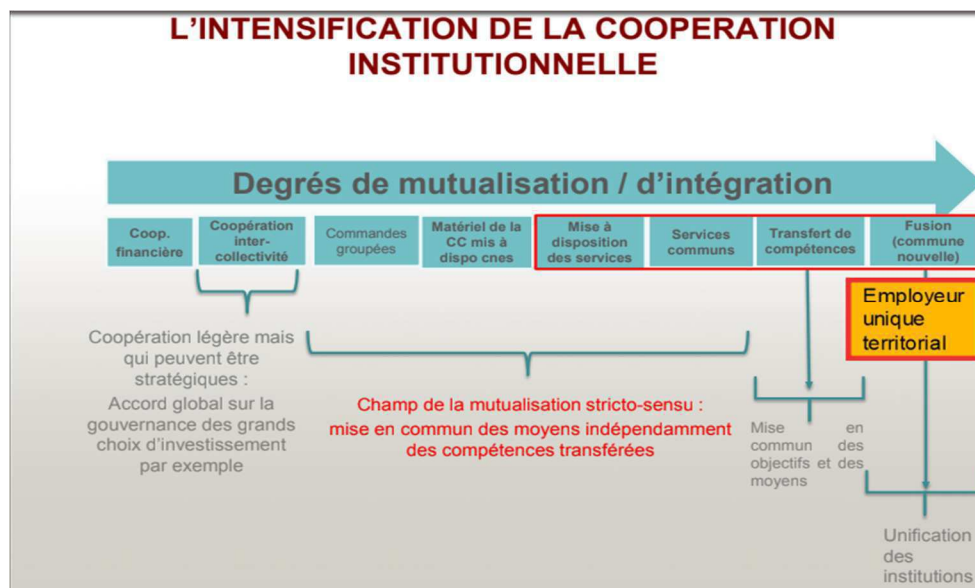 L'INTENSIFICATION DE LA COOPERATION
INSTITUTIONNELLE
Degrés de mutualisation / d'intégration
Coop.
financière
Coopération
inter-
collectivité
Commandes
groupées
Matériel de la
CC mis à
dispo cnes
Mise à
disposition
des services
Services
communs
Transfert de
compétences
Fusion
(commune
nouvelle)
Employeur
unique
territorial
Coopération légère mais
qui peuvent être
stratégiques :
Accord global sur la
gouvernance des grands
choix d'investissement
par exemple
Champ de la mutualisation stricto-sensu :
mise en commun des moyens indépendamment
des compétences transférées
Mise en
commun des
objectifs et des
moyens
Unification
des
institutions